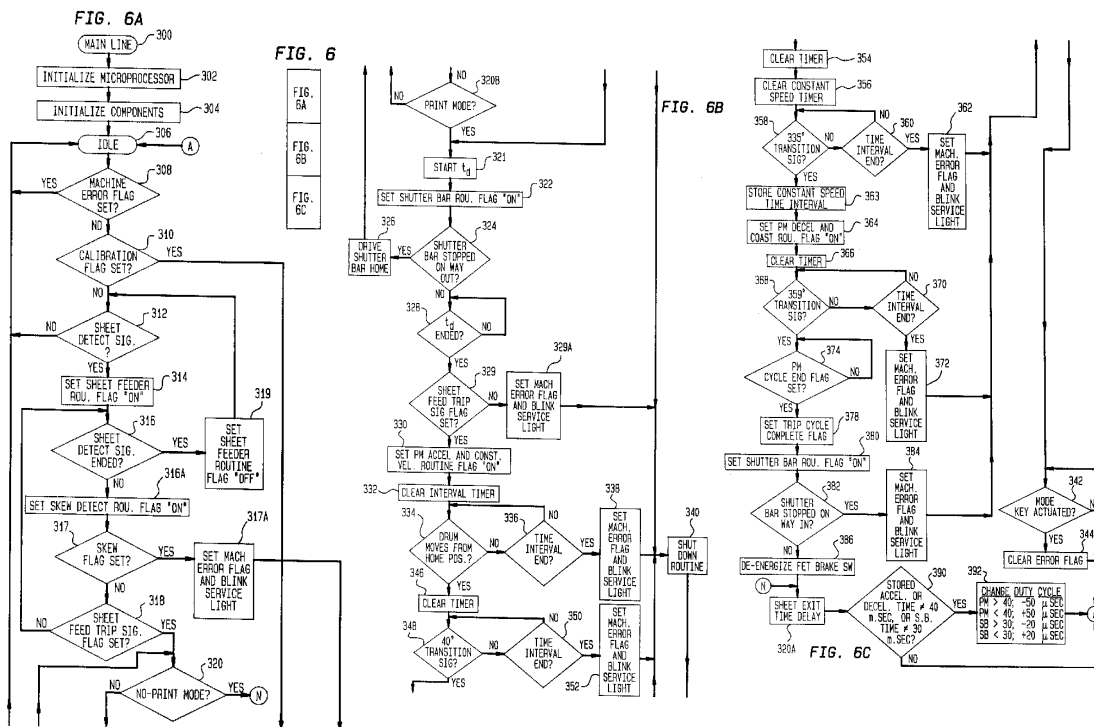 FIG. 6A
MAIN LINE
300
INITIALIZE MICROPROCESSOR
302
INITIALIZE COMPONENTS
304
IDLE
306
A
308
MACHINE
ERROR FLAG
SET?
YES
NO
310
CALIBRATION
FLAG SET?
YES
NO
312
SHEET
DETECT SIG.
?
NO
YES
314
SET SHEET FEEDER
ROU. FLAG "ON"
316
SHEET
DETECT SIG.
ENDED?
YES
319
SET
SHEET
FEEDER
ROUTINE
FLAG "OFF"
NO
316A
SET SKEW DETECT ROU. FLAG "ON"
317
SKEW
FLAG SET?
YES
317A
SET MACH
ERROR FLAG
AND BLINK
SERVICE
LIGHT
NO
318
SHEET
FEED TRIP SIG.
FLAG SET?
NO
YES
320
NO-PRINT MODE?
NO
YES
N
FIG. 6
FIG.
6A
FIG.
6B
FIG.
6C
FIG. 6B
NO
320B
PRINT MODE?
NO
YES
321
START td
322
SET SHUTTER BAR ROU. FLAG "ON"
324
SHUTTER
BAR STOPPED
ON WAY
OUT?
YES
326
DRIVE
SHUTTER
BAR HOME
NO
328
td
ENDED?
NO
YES
329
SHEET
FEED TRIP
SIG FLAG
SET?
NO
329A
SET MACH
ERROR FLAG
AND BLINK
SERVICE
LIGHT
YES
330
SET PM ACCEL AND CONST.
VEL. ROUTINE FLAG "ON"
332
CLEAR INTERVAL TIMER
334
DRUM
MOVES FROM
HOME POS.?
NO
336
TIME
INTERVAL
END?
NO
YES
338
SET
MACH.
ERROR
FLAG
AND
BLINK
SERVICE
LIGHT
340
SHUT
DOWN
ROUTINE
YES
346
CLEAR TIMER
348
40°
TRANSITION
SIG?
NO
350
TIME
INTERVAL
END?
NO
YES
352
SET
MACH.
ERROR
FLAG
AND
BLINK
SERVICE
LIGHT
YES
CLEAR TIMER
354
CLEAR CONSTANT
SPEED TIMER
356
358
335°
TRANSITION
SIG?
NO
NO
360
TIME
INTERVAL
END?
YES
362
SET
MACH.
ERROR
FLAG
AND
BLINK
SERVICE
LIGHT
YES
STORE CONSTANT SPEED
TIME INTERVAL
363
SET PM DECEL AND
COAST ROU. FLAG "ON"
364
CLEAR TIMER
366
368
359°
TRANSITION
SIG?
NO
NO
370
TIME
INTERVAL
END?
YES
372
SET
MACH.
ERROR
FLAG
AND
BLINK
SERVICE
LIGHT
YES
374
PM
CYCLE END FLAG
SET?
NO
YES
378
SET TRIP CYCLE
COMPLETE FLAG
380
SET SHUTTER BAR ROU. FLAG "ON"
382
SHUTTER
BAR STOPPED ON
WAY IN?
YES
384
SET
MACH.
ERROR
FLAG
AND
BLINK
SERVICE
LIGHT
NO
386
DE-ENERGIZE FET BRAKE SW
N
SHEET EXIT
TIME DELAY
320A
390
STORED
ACCEL. OR
DECEL. TIME ≠ 40
m.SEC, OR S.B.
TIME ≠ 30
m.SEC?
YES
NO
392
CHANGE DUTY CYCLE
PM > 40; -50 μSEC
PM < 40; +50 μSEC
SB > 30; -20 μSEC
SB < 30; +20 μSEC
342
MODE
KEY ACTUATED?
344
CLEAR ERROR FLAG
FIG. 6C